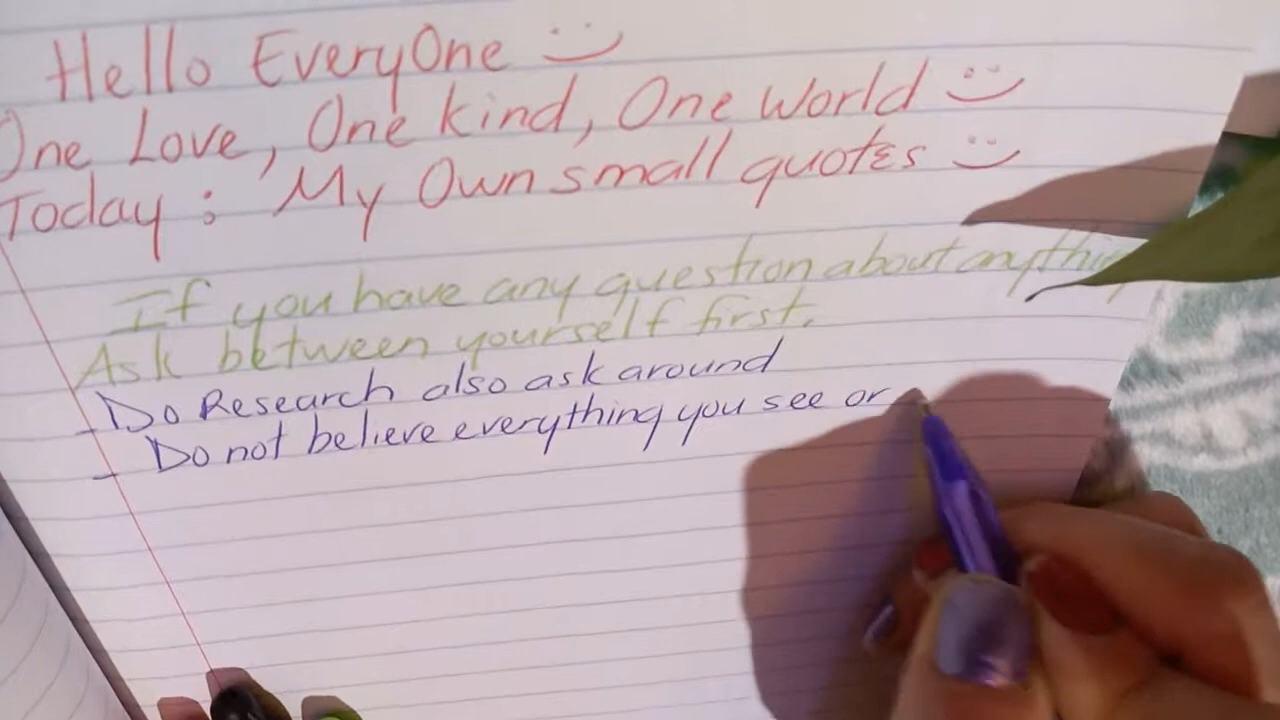 Hello EveryOne
One Love, One kind, One World
Today : My Own small quotes
If you have any question about anything
Ask between yourself first.
- Do Research also ask around
- Do not believe everything you see or